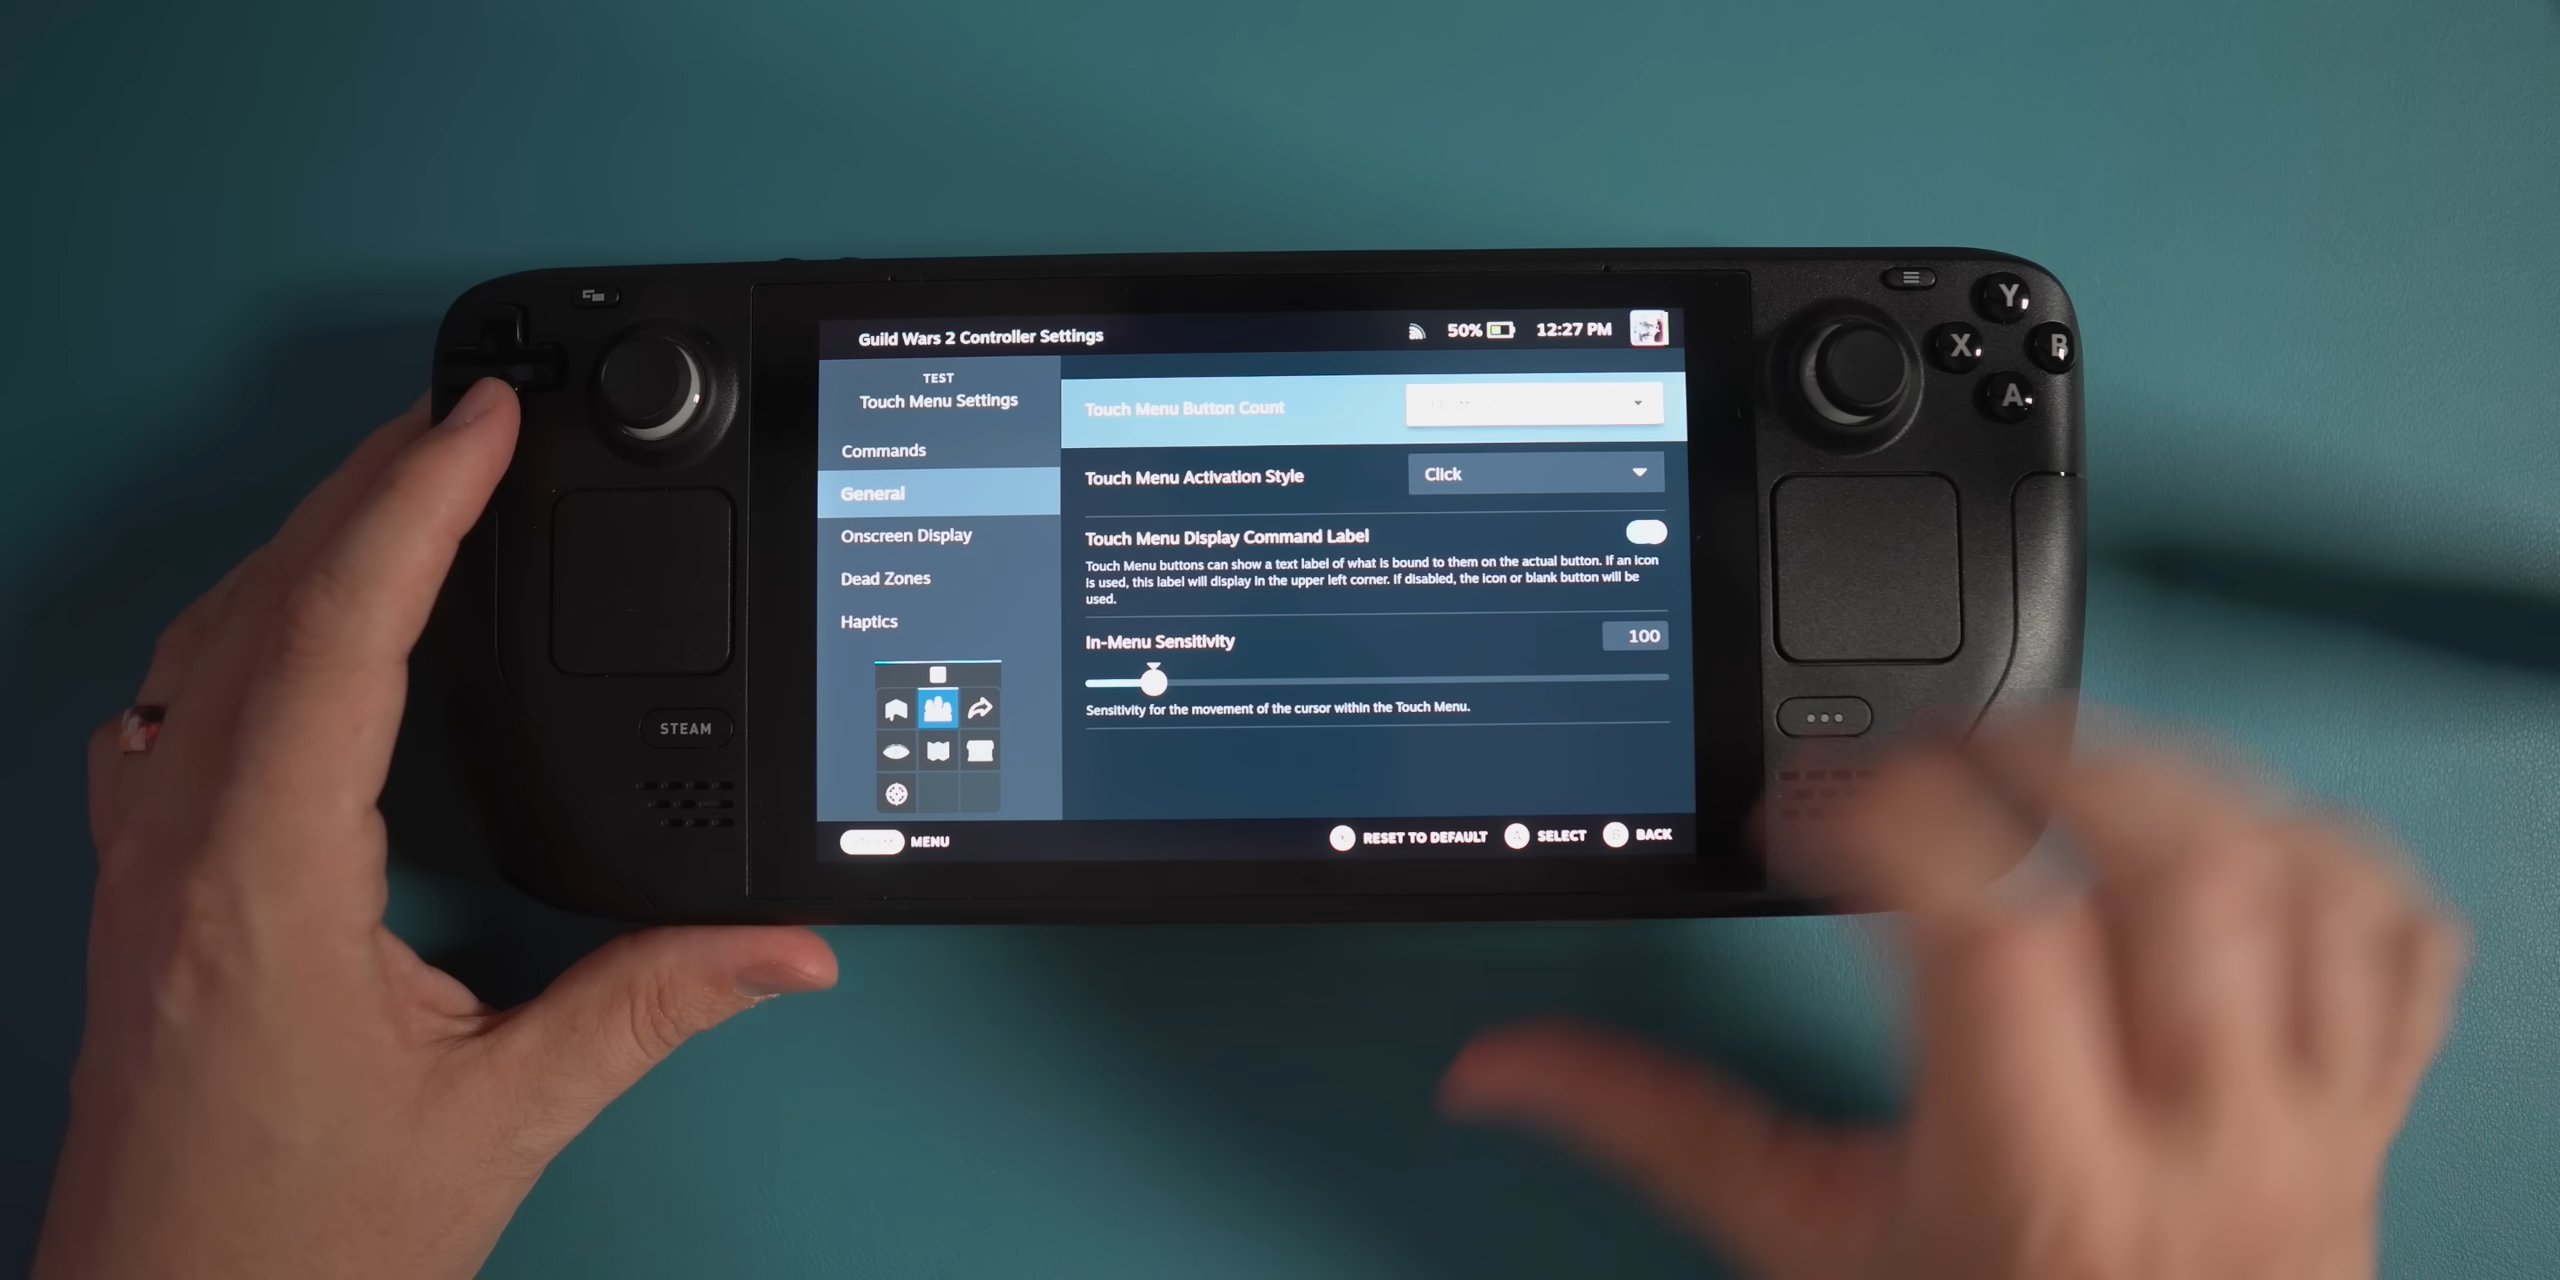 Guild Wars 2 Controller Settings
50%
12:27 PM
TEST
Touch Menu Settings
Commands
General
Onscreen Display
Dead Zones
Haptics
Touch Menu Button Count
Touch Menu Activation Style
Click
Touch Menu Display Command Label
Touch Menu buttons can show a text label of what is bound to them on the actual button. If an icon
is used, this label will display in the upper left corner. If disabled, the icon or blank button will be
used.
In-Menu Sensitivity
100
Sensitivity for the movement of the cursor within the Touch Menu.
MENU
RESET TO DEFAULT
SELECT
BACK
STEAM
Y
X
B
A